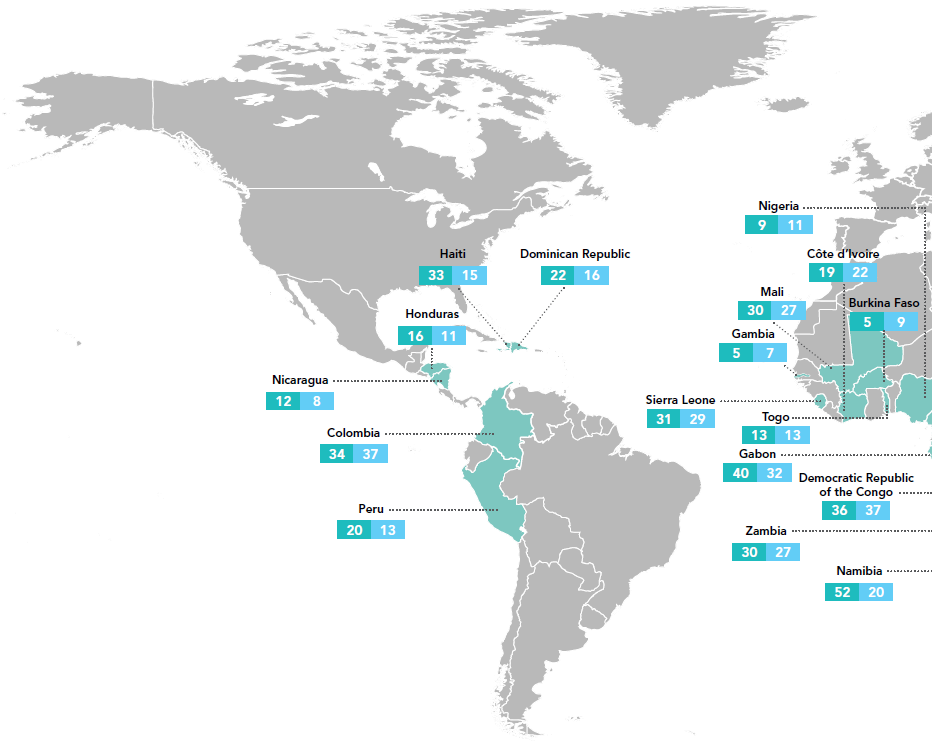 Nigeria
9 11
Haiti
33 15
Dominican Republic
22 16
Côte d’Ivoire
19 22
Mali
30 27
Burkina Faso
5 9
Honduras
16 11
Gambia
5 7
Nicaragua
12 8
Sierra Leone
31 29
Togo
13 13
Colombia
34 37
Gabon
40 32
Democratic Republic
of the Congo
36 37
Peru
20 13
Zambia
30 27
Namibia
52 20